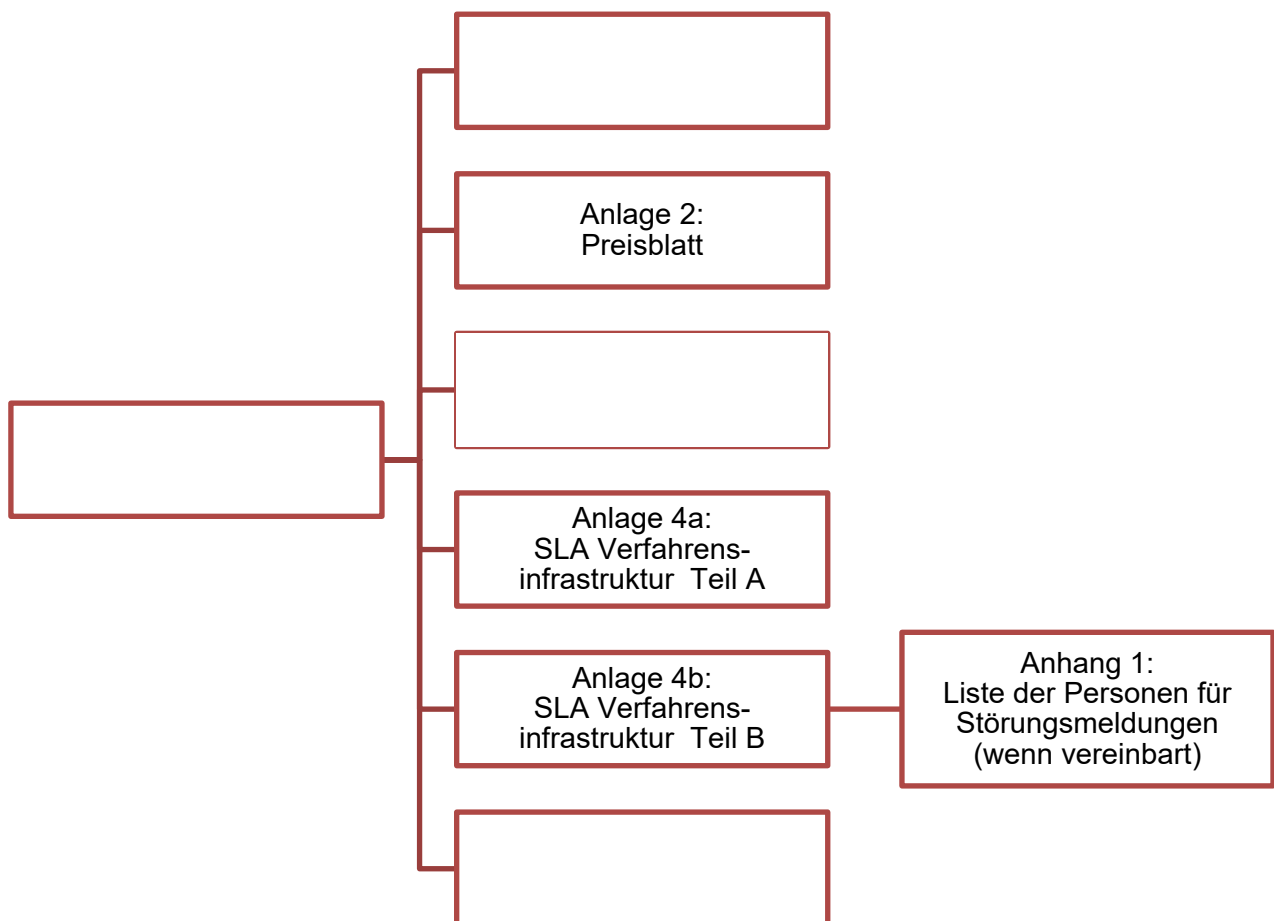 Anlage 2:
Preisblatt
Anlage 4a:
SLA Verfahrens-
infrastruktur  Teil A
Anlage 4b:
SLA Verfahrens-
infrastruktur  Teil B
Anhang 1:
Liste der Personen für
Störungsmeldungen
(wenn vereinbart)